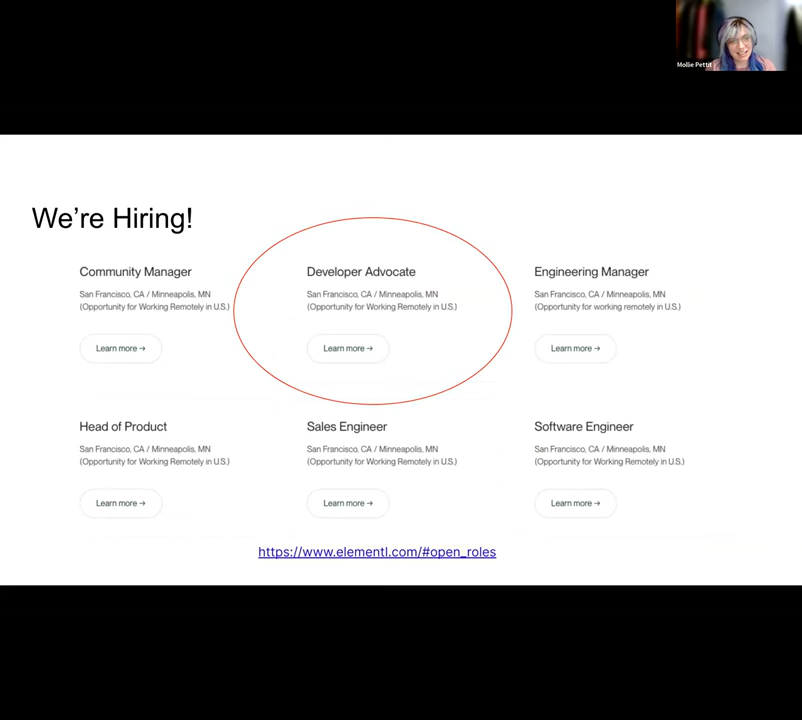 Mollie Pettit
We're Hiring!
Community Manager
San Francisco, CA / Minneapolis, MN
(Opportunity for Working Remotely in U.S.)
Learn more →
Developer Advocate
San Francisco, CA / Minneapolis, MN
(Opportunity for Working Remotely in U.S.)
Learn more →
Engineering Manager
San Francisco, CA / Minneapolis, MN
(Opportunity for working remotely in U.S.)
Learn more →
Head of Product
San Francisco, CA / Minneapolis, MN
(Opportunity for Working Remotely in U.S.)
Learn more →
Sales Engineer
San Francisco, CA / Minneapolis, MN
(Opportunity for Working Remotely in U.S.)
Learn more →
Software Engineer
San Francisco, CA / Minneapolis, MN
(Opportunity for Working Remotely in U.S.)
Learn more →
https://www.elementl.com/#open_roles